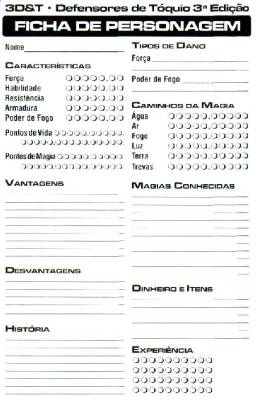 3D&T · Defensores de Tóquio 3ª Edição
FICHA DE PERSONAGEM
Nome
CARACTERÍSTICAS
Força
Habilidade
Resistência
Armadura
Poder de Fogo
Pontos de Vida
Pontos de Magia
VANTAGENS
DESVANTAGENS
HISTÓRIA
TIPOS DE DANO
Força
Poder de Fogo
CAMINHOS DA MAGIA
Água
Ar
Fogo
Luz
Terra
Trevas
MAGIAS CONHECIDAS
DINHEIRO E ITENS
EXPERIÊNCIA